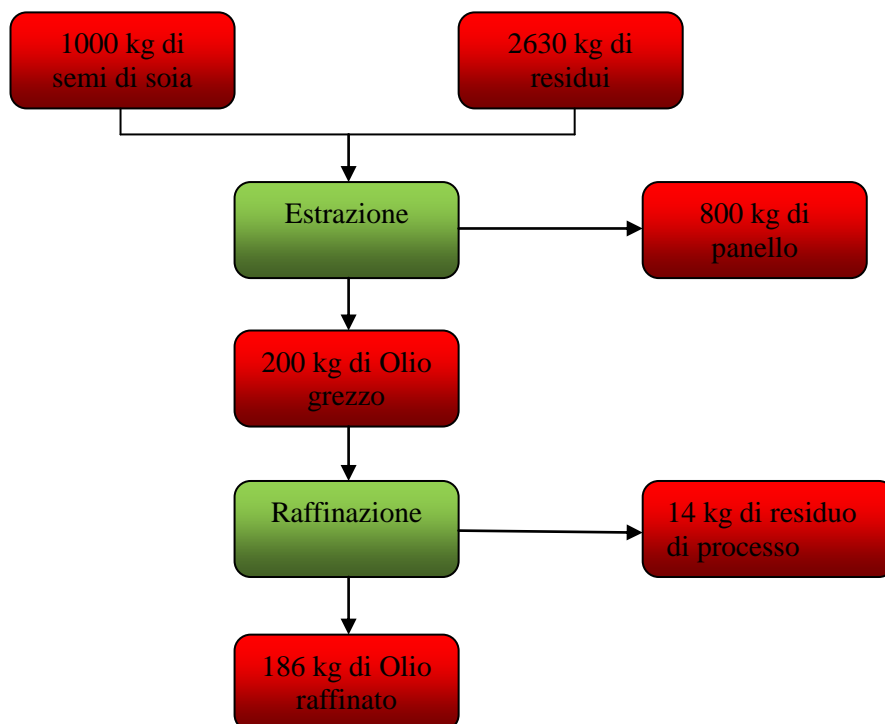 1000 kg di
semi di soia
2630 kg di
residui
Estrazione
800 kg di
panello
200 kg di Olio
grezzo
Raffinazione
14 kg di residuo
di processo
186 kg di Olio
raffinato